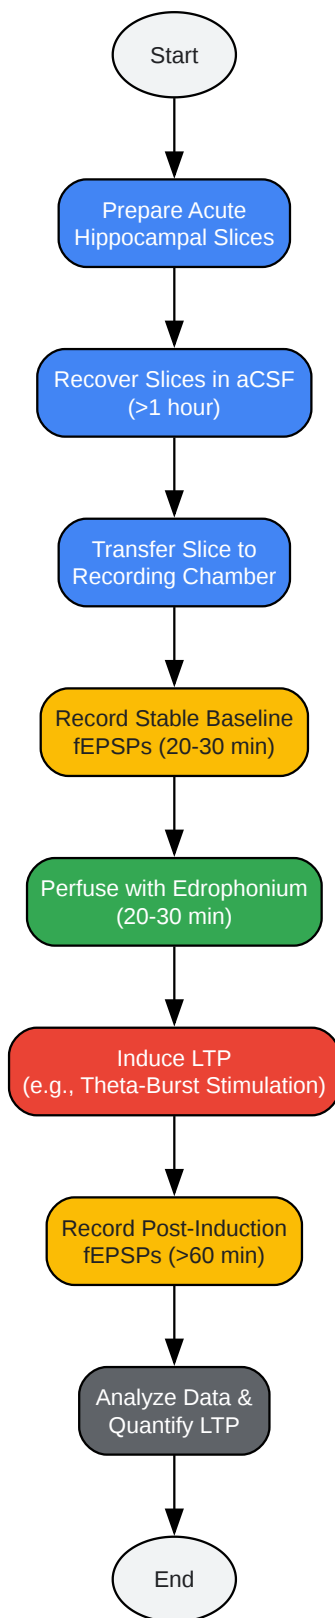 Start
Prepare Acute
Hippocampal Slices
Recover Slices in aCSF
(>1 hour)
Transfer Slice to
Recording Chamber
Record Stable Baseline
fEPSPs (20-30 min)
Perfuse with Edrophonium
(20-30 min)
Induce LTP
(e.g., Theta-Burst Stimulation)
Record Post-Induction
fEPSPs (>60 min)
Analyze Data &
Quantify LTP
End